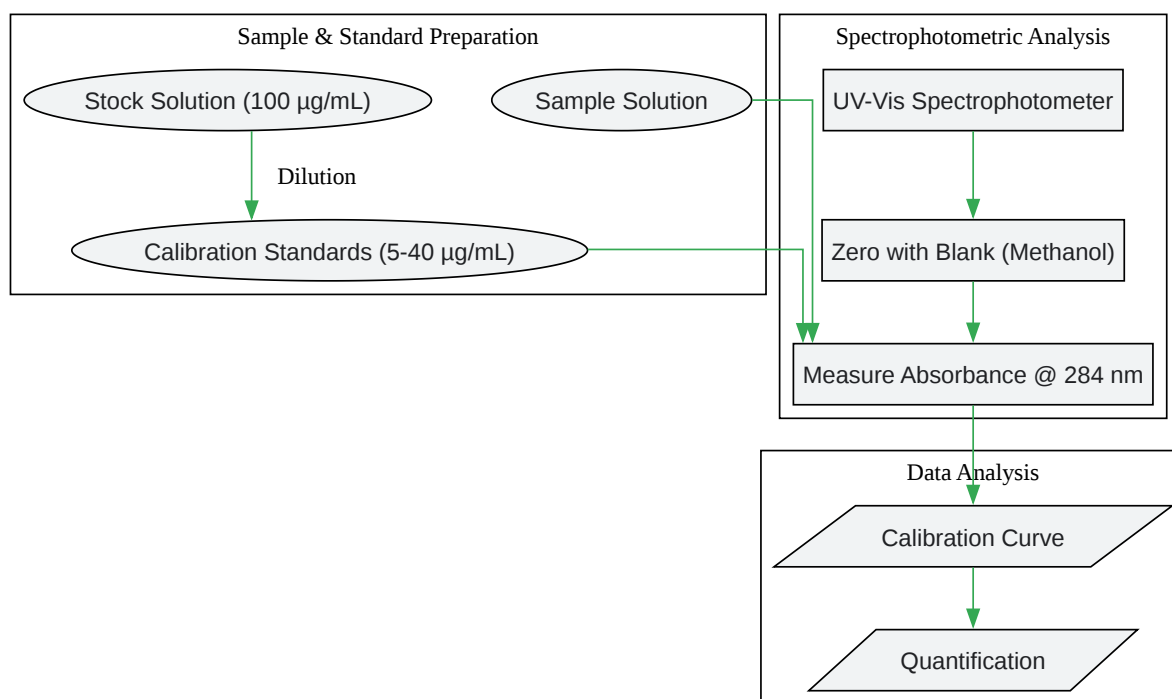 Sample & Standard Preparation
Stock Solution (100 µg/mL)
Sample Solution
Dilution
Calibration Standards (5-40 µg/mL)
Spectrophotometric Analysis
UV-Vis Spectrophotometer
Zero with Blank (Methanol)
Measure Absorbance @ 284 nm
Data Analysis
Calibration Curve
Quantification